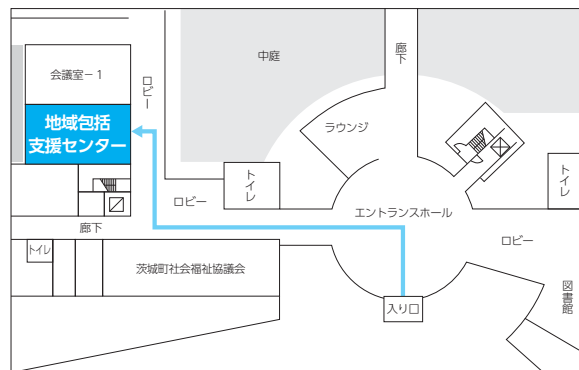 中庭
廊下
会議室－1
ロビー
ラウンジ
地域包括
支援センター
トイレ
トイレ
ロビー
エントランスホール
廊下
ロビー
トイレ
茨城町社会福祉協議会
図書館
入り口